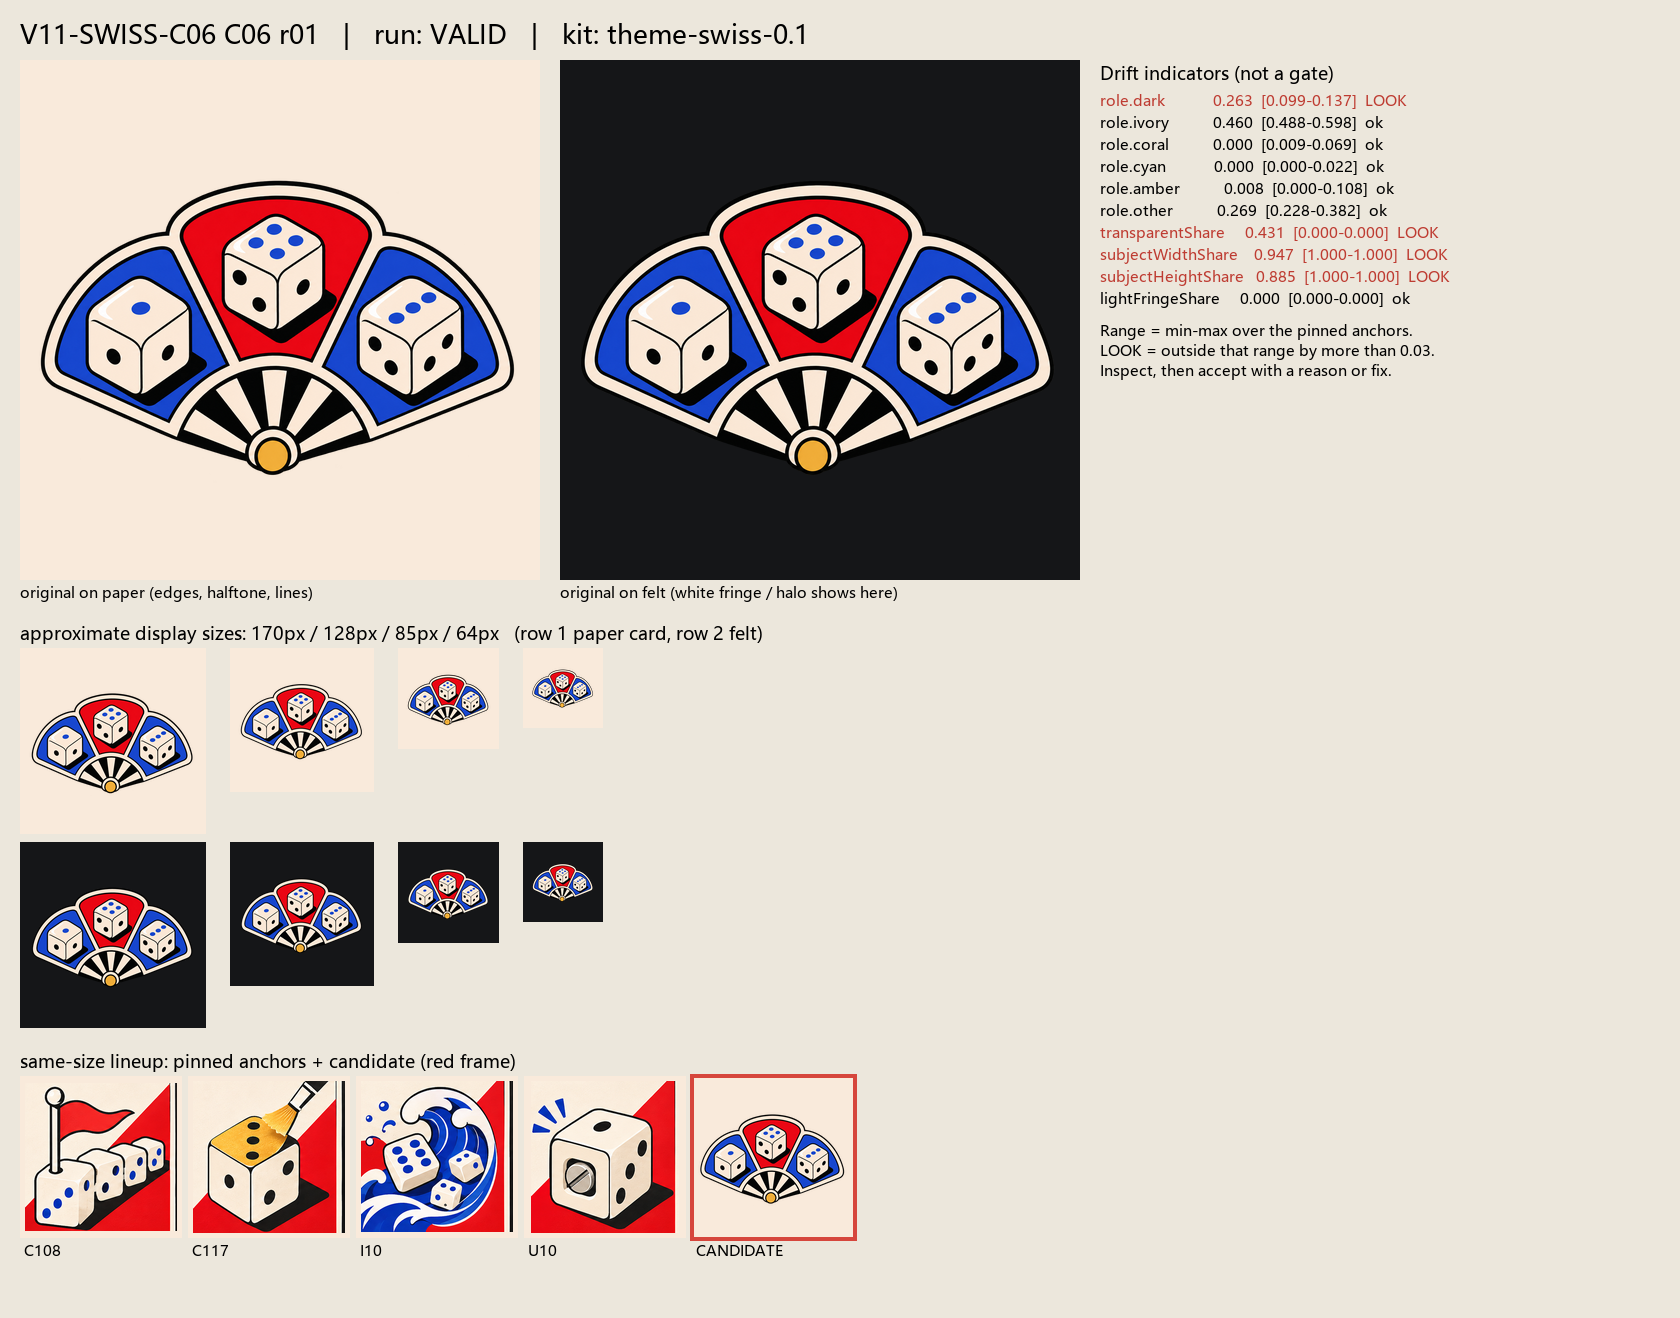 V11-SWISS-C06 C06 r01 | run: VALID | kit: theme-swiss-0.1
Drift indicators (not a gate)
role.dark 0.263 [0.099-0.137] LOOK
role.ivory 0.460 [0.488-0.598] ok
role.coral 0.000 [0.009-0.069] ok
role.cyan 0.000 [0.000-0.022] ok
role.amber 0.008 [0.000-0.108] ok
role.other 0.269 [0.228-0.382] ok
transparentShare 0.431 [0.000-0.000] LOOK
subjectWidthShare 0.947 [1.000-1.000] LOOK
subjectHeightShare 0.885 [1.000-1.000] LOOK
lightFringeShare 0.000 [0.000-0.000] ok
Range = min-max over the pinned anchors.
LOOK = outside that range by more than 0.03.
Inspect, then accept with a reason or fix.
original on paper (edges, halftone, lines)
original on felt (white fringe / halo shows here)
approximate display sizes: 170px / 128px / 85px / 64px (row 1 paper card, row 2 felt)
same-size lineup: pinned anchors + candidate (red frame)
C108
C117
I10
U10
CANDIDATE